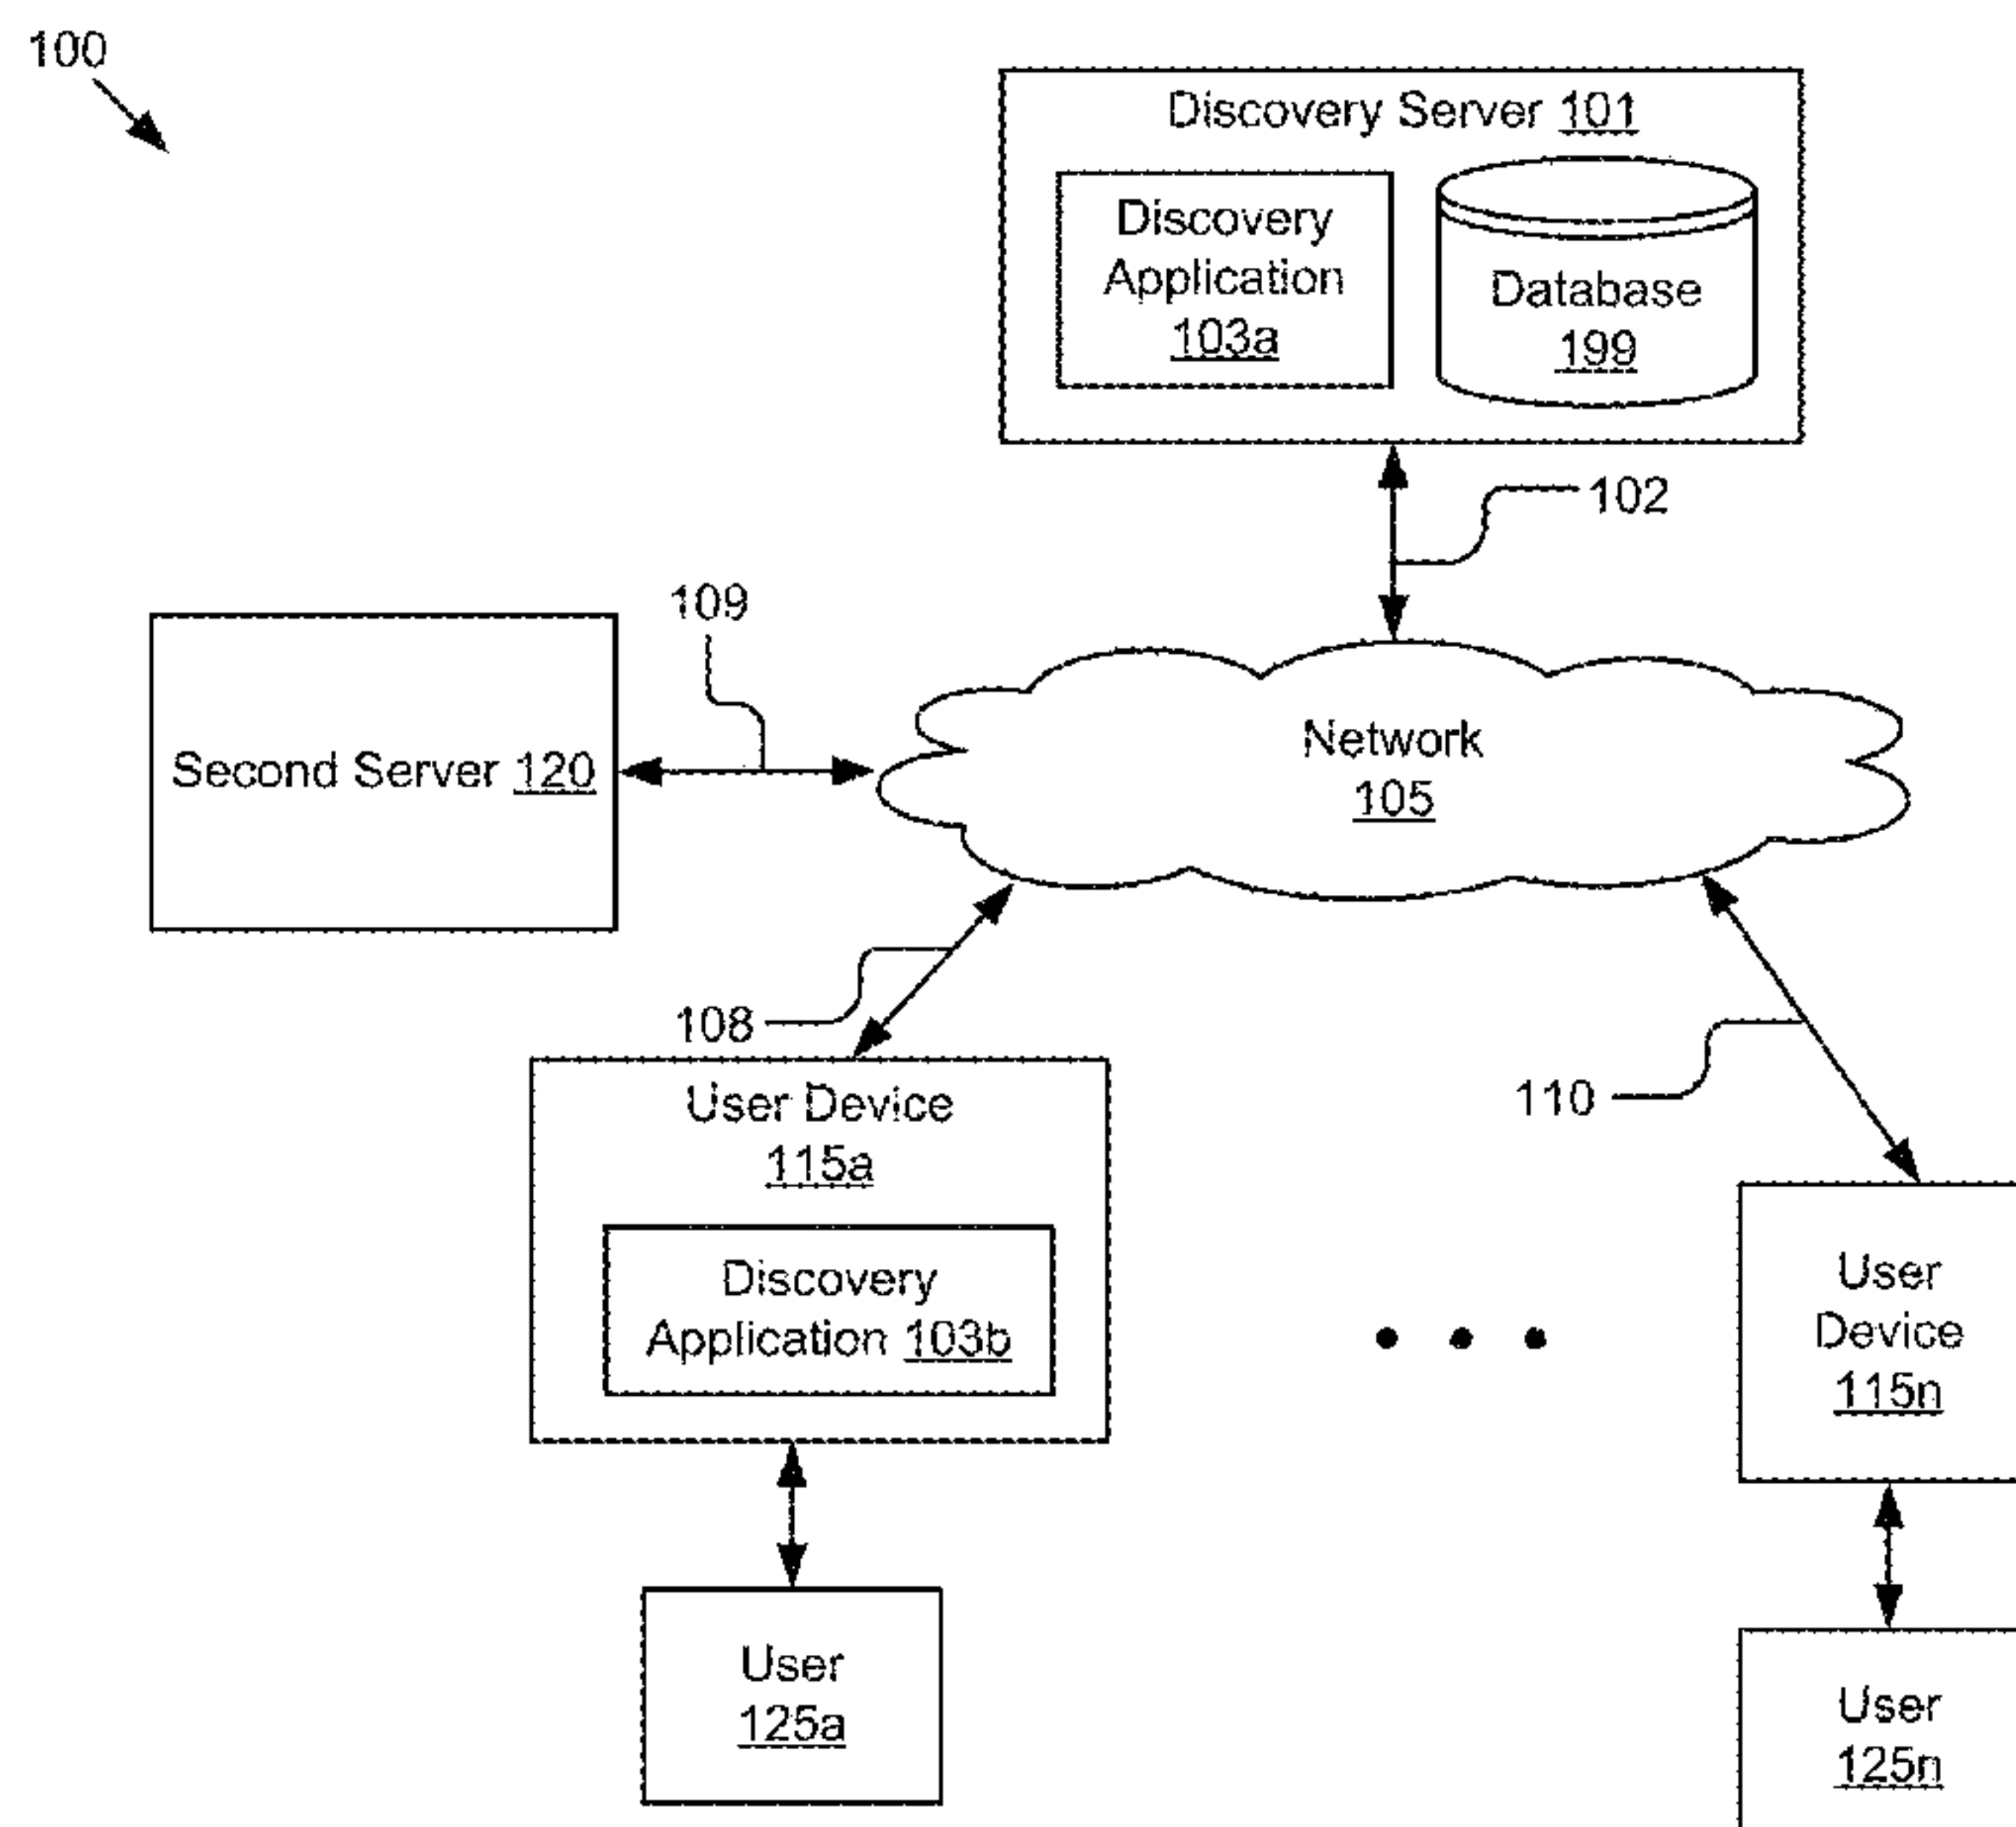 100
Discovery Server 101
Discovery
Application
103a
Database
199
102
109
Second Server 120
Network
105
108
110
User Device
115a
Discovery
Application 103b
User
Device
115n
User
125a
User
125n